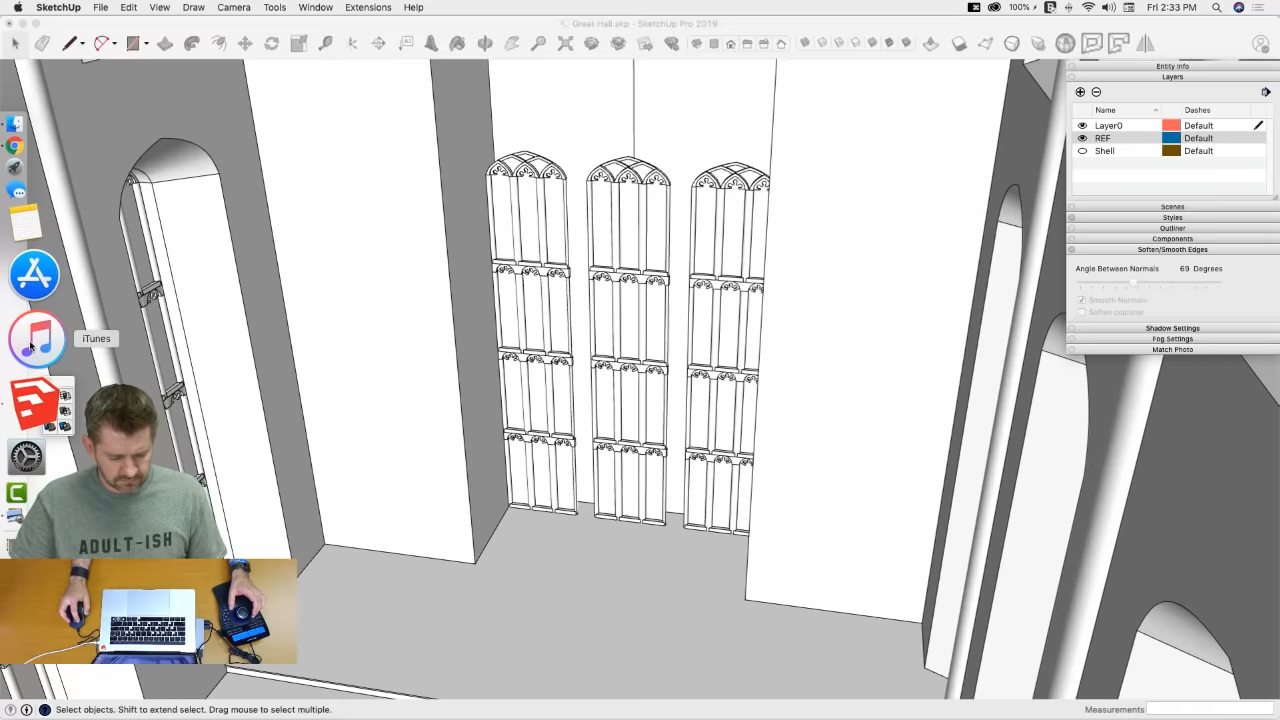 SketchUp File Edit View Draw Camera Tools Window Extensions Help
100% Fri 2:33 PM
Great Hall.skp - SketchUp Pro 2019
Entity Info
Layers
Name Dashes
Layer0 Default
REF Default
Shell Default
Scenes
Styles
Outliner
Components
Soften/Smooth Edges
Angle Between Normals 69 Degrees
Smooth Normals
Soften coplanar
Shadow Settings
Fog Settings
Match Photo
iTunes
ADULT-ISH
Select objects. Shift to extend select. Drag mouse to select multiple.
Measurements